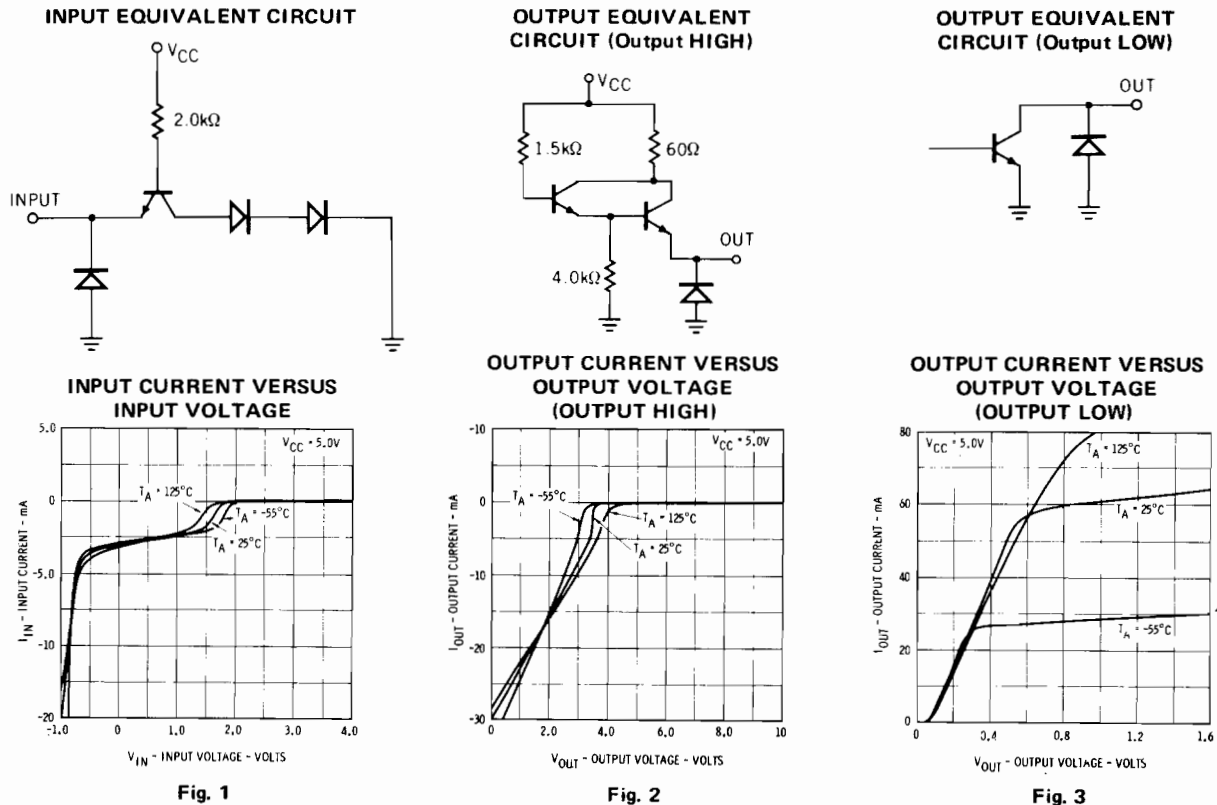 INPUT EQUIVALENT CIRCUIT
VCC
2.0kΩ
INPUT
OUTPUT EQUIVALENT
CIRCUIT (Output HIGH)
VCC
1.5kΩ
60Ω
OUT
4.0kΩ
OUTPUT EQUIVALENT
CIRCUIT (Output LOW)
OUT
INPUT CURRENT VERSUS
INPUT VOLTAGE
5.0
0
-5.0
-10
-20
VCC = 5.0V
TA = 125°C
TA = -55°C
TA = 25°C
IIN - INPUT CURRENT - mA
-1.0 0 1.0 2.0 3.0 4.0
VIN - INPUT VOLTAGE - VOLTS
Fig. 1
OUTPUT CURRENT VERSUS
OUTPUT VOLTAGE
(OUTPUT HIGH)
-10
0
-10
-20
-30
VCC = 5.0V
TA = -55°C
TA = 125°C
TA = 25°C
IOUT - OUTPUT CURRENT - mA
0 2.0 4.0 6.0 8.0 10
VOUT - OUTPUT VOLTAGE - VOLTS
Fig. 2
OUTPUT CURRENT VERSUS
OUTPUT VOLTAGE
(OUTPUT LOW)
80
60
40
20
0
VCC = 5.0V
TA = 125°C
TA = 25°C
TA = -55°C
IOUT - OUTPUT CURRENT - mA
0 0.4 0.8 1.2 1.6
VOUT - OUTPUT VOLTAGE - VOLTS
Fig. 3